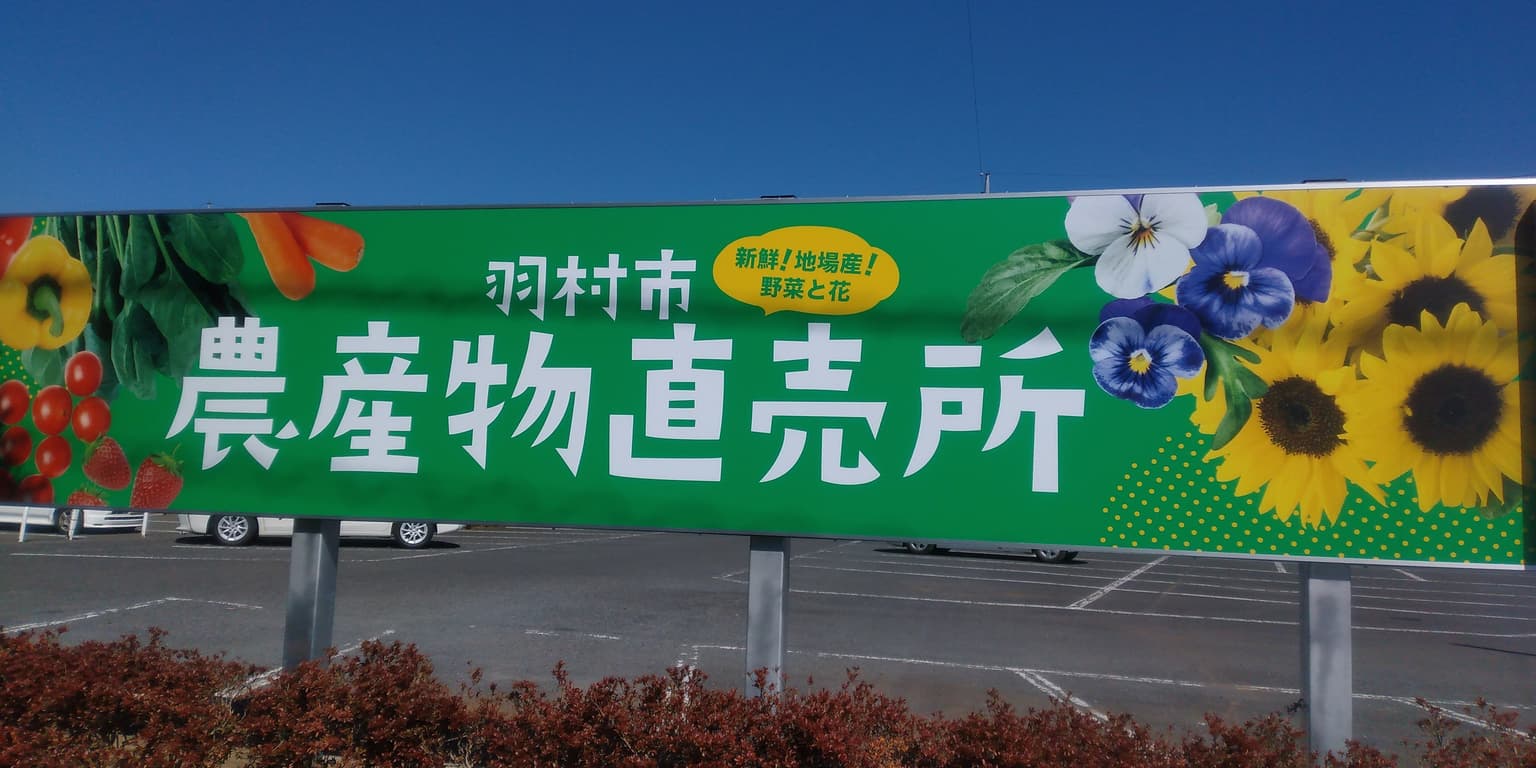 羽村市
新鮮！地場産！
野菜と花
農産物直売所